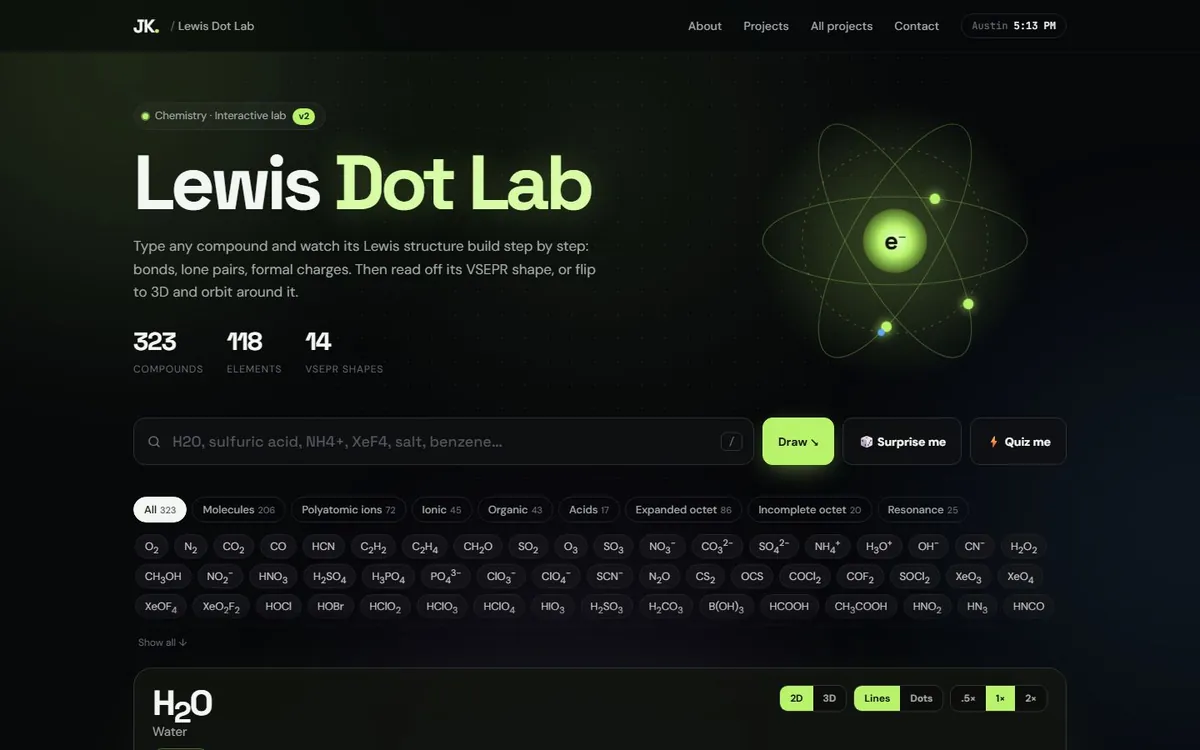 JK. / Lewis Dot Lab About Projects All projects Contact Austin 5:13 PM
Chemistry · Interactive lab v2
Lewis Dot Lab
Type any compound and watch its Lewis structure build step by step:
bonds, lone pairs, formal charges. Then read off its VSEPR shape, or flip
to 3D and orbit around it.
e⁻
323 118 14
COMPOUNDS ELEMENTS VSEPR SHAPES
H2O, sulfuric acid, NH4+, XeF4, salt, benzene... / Draw ↘ Surprise me Quiz me
All 323 Molecules 206 Polyatomic ions 72 Ionic 45 Organic 43 Acids 17 Expanded octet 86 Incomplete octet 20 Resonance 25
O₂ N₂ CO₂ CO HCN C₂H₂ C₂H₄ CH₂O SO₂ O₃ SO₃ NO₃⁻ CO₃²⁻ SO₄²⁻ NH₄⁺ H₃O⁺ OH⁻ CN⁻ H₂O₂
CH₃OH NO₂⁻ HNO₃ H₂SO₄ H₃PO₄ PO₄³⁻ ClO₃⁻ ClO₄⁻ SCN⁻ N₂O CS₂ OCS COCl₂ COF₂ SOCl₂ XeO₃ XeO₄
XeOF₄ XeO₂F₂ HOCl HOBr HClO₂ HClO₃ HClO₄ HIO₃ H₂SO₃ H₂CO₃ B(OH)₃ HCOOH CH₃COOH HNO₂ HN₃ HNCO
Show all ↓
H₂O 2D 3D Lines Dots .5× 1× 2×
Water